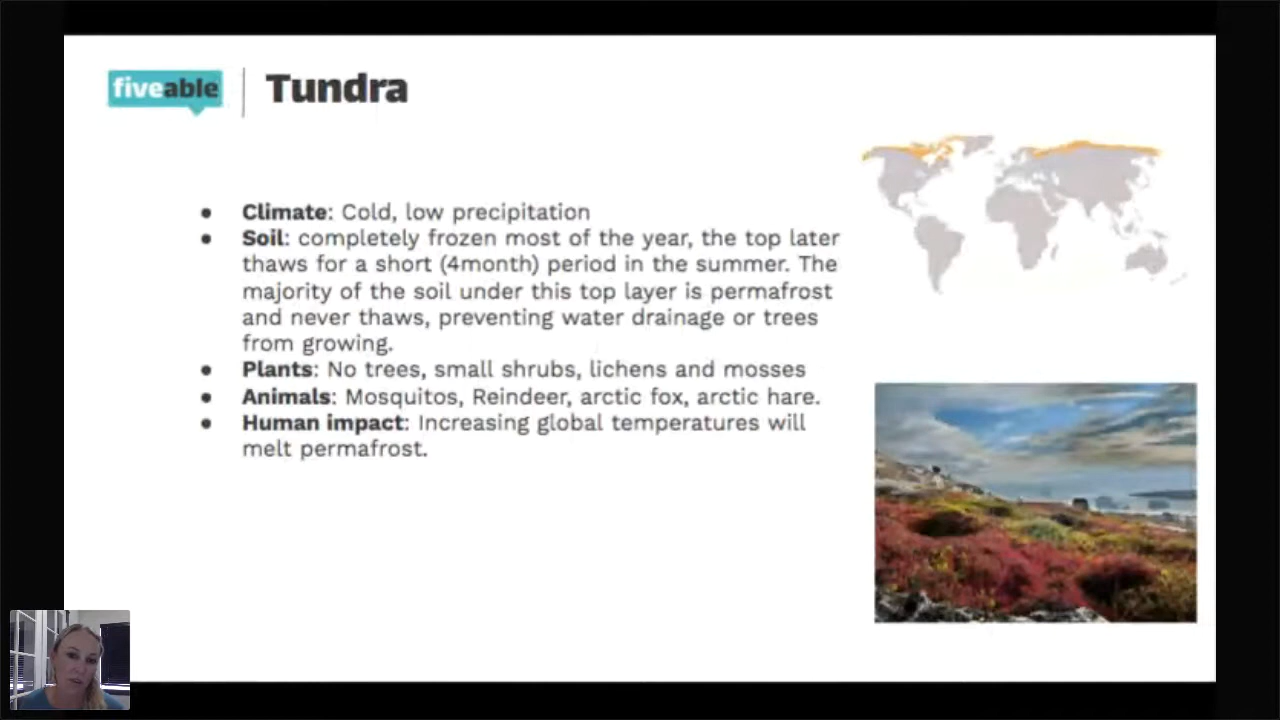 fiveable
Tundra
● Climate: Cold, low precipitation
● Soil: completely frozen most of the year, the top later
thaws for a short (4month) period in the summer. The
majority of the soil under this top layer is permafrost
and never thaws, preventing water drainage or trees
from growing.
● Plants: No trees, small shrubs, lichens and mosses
● Animals: Mosquitos, Reindeer, arctic fox, arctic hare.
● Human impact: Increasing global temperatures will
melt permafrost.